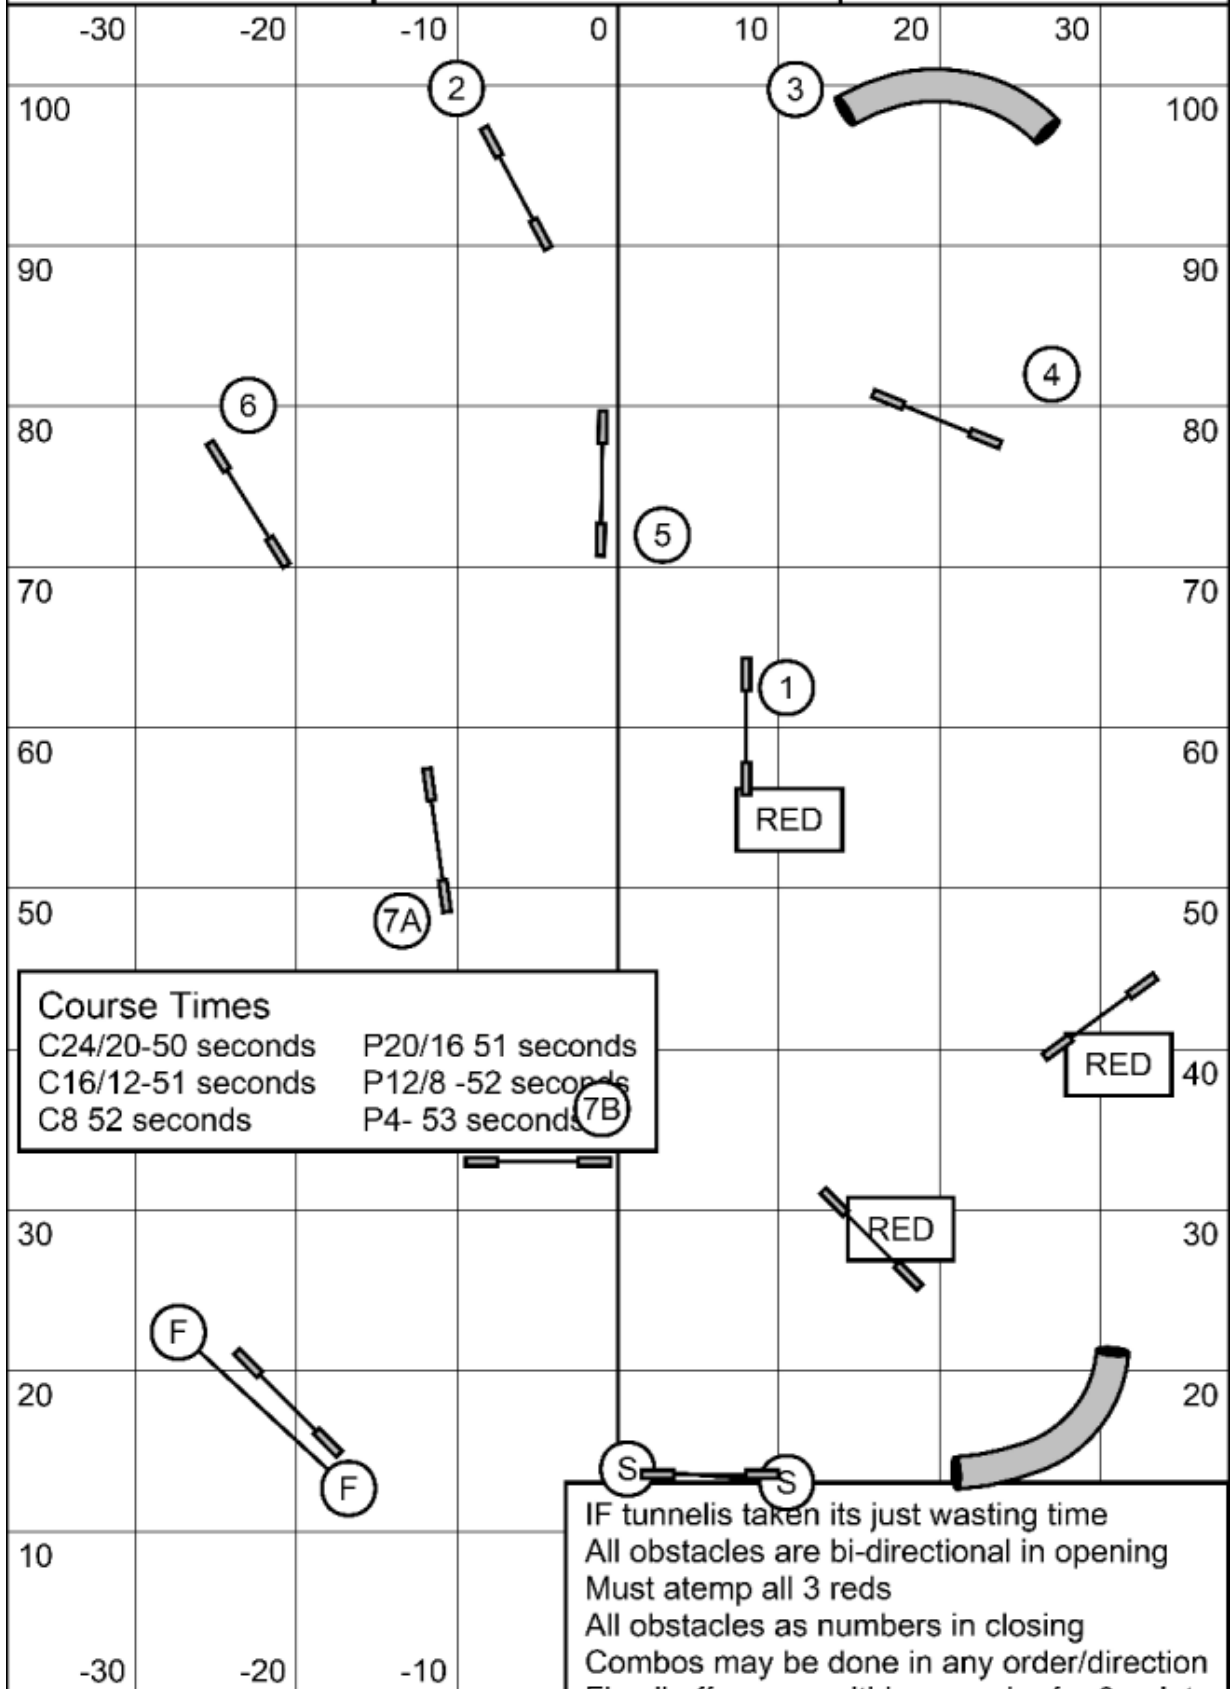 -30 -20 -10 0 10 20 30
2 3
100 100
90 90
4
6
80 80
5
70 70
1
60 60
RED
7A
50 50
Course Times
C24/20-50 seconds P20/16 51 seconds
C16/12-51 seconds P12/8 -52 seconds
C8 52 seconds P4- 53 seconds
7B
RED
40
RED
30 30
F
20 20
S S
F
IF tunnelis taken its just wasting time
10
All obstacles are bi-directional in opening
Must atemp all 3 reds
All obstacles as numbers in closing
-30 -20 -10
Combos may be done in any order/direction